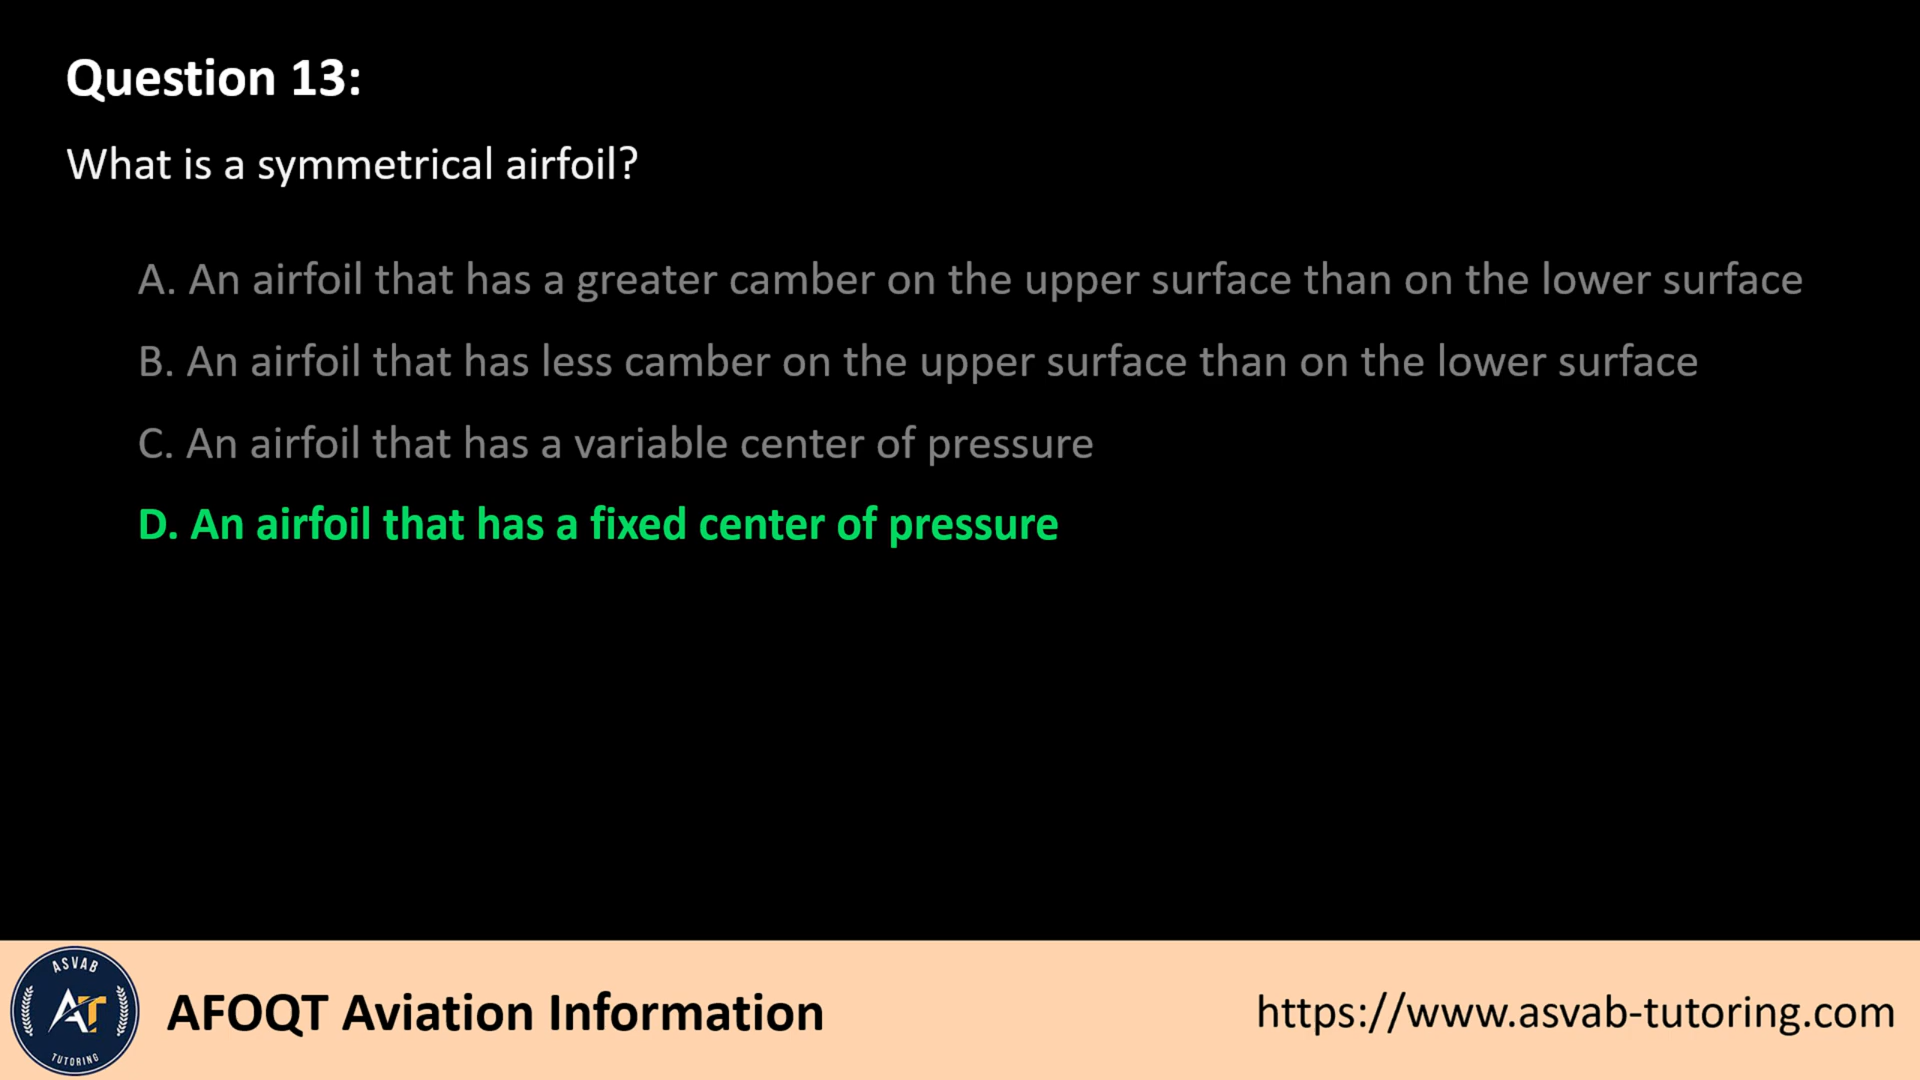 Question 13:
What is a symmetrical airfoil?
A. An airfoil that has a greater camber on the upper surface than on the lower surface
B. An airfoil that has less camber on the upper surface than on the lower surface
C. An airfoil that has a variable center of pressure
D. An airfoil that has a fixed center of pressure
ASVAB
AT
TUTORING
AFOQT Aviation Information
https://www.asvab-tutoring.com